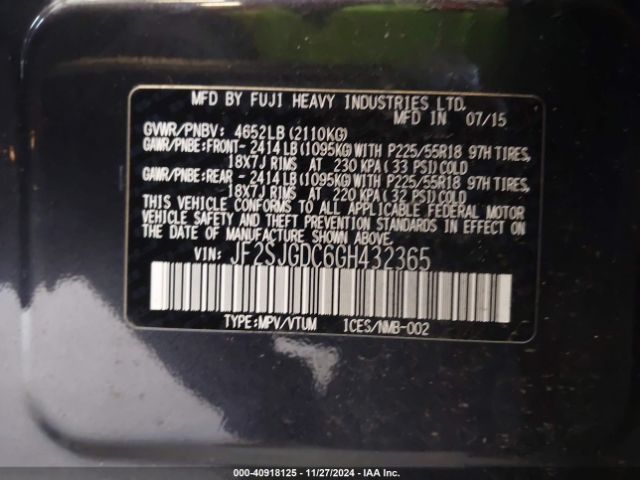 MFD BY FUJI HEAVY INDUSTRIES LTD.
MFD IN 07/15
GVWR/PNBV: 4652LB(2110KG)
GAWR/PNBE:FRONT- 2414LB(1095KG)WITH P225/55R18 97H TIRES,
18X7J RIMS AT 230 KPA(33 PSI)COLD
GAWR/PNBE:REAR - 2414LB(1095KG)WITH P225/55R18 97H TIRES,
18X7J RIMS AT 220 KPA(32 PSI)COLD
THIS VEHICLE CONFORMS TO ALL APPLICABLE FEDERAL MOTOR
VEHICLE SAFETY AND THEFT PREVENTION STANDARDS IN EFFECT ON
THE DATE OF MANUFACTURE SHOWN ABOVE.
VIN: JF2SJGDC6GH432365
TYPE:MPV/VTUM ICES/NMB-002
000-40918125 - 11/27/2024 - IAA Inc.